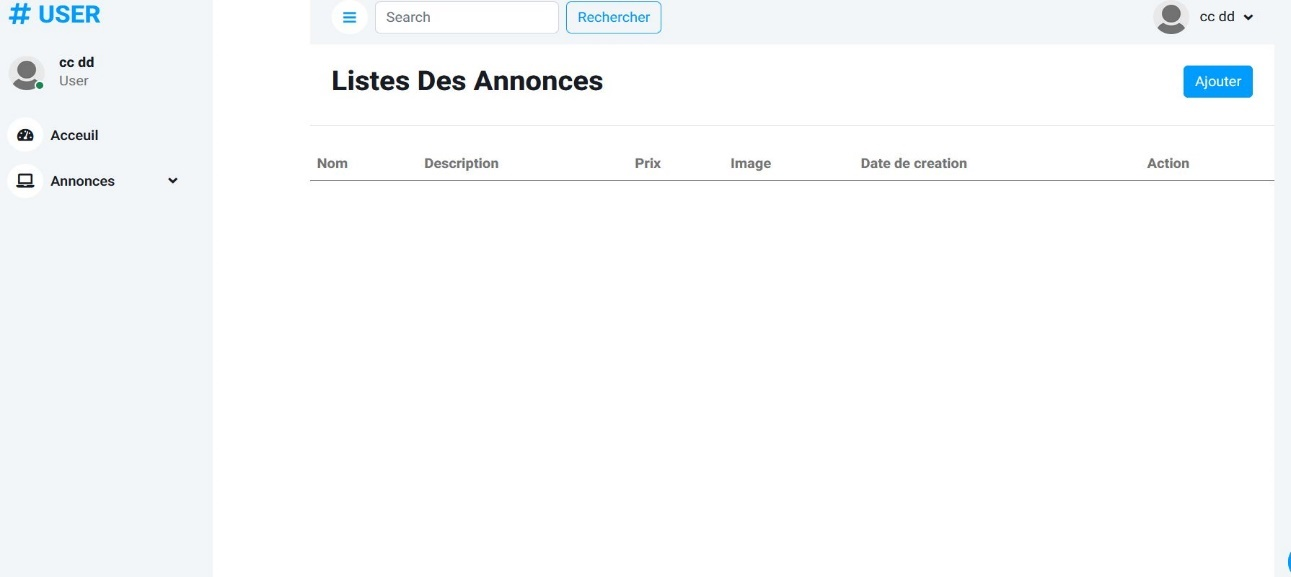 # USER
cc dd
User
Acceuil
Annonces
Search
Rechercher
cc dd
Listes Des Annonces
Ajouter
Nom Description Prix Image Date de creation Action